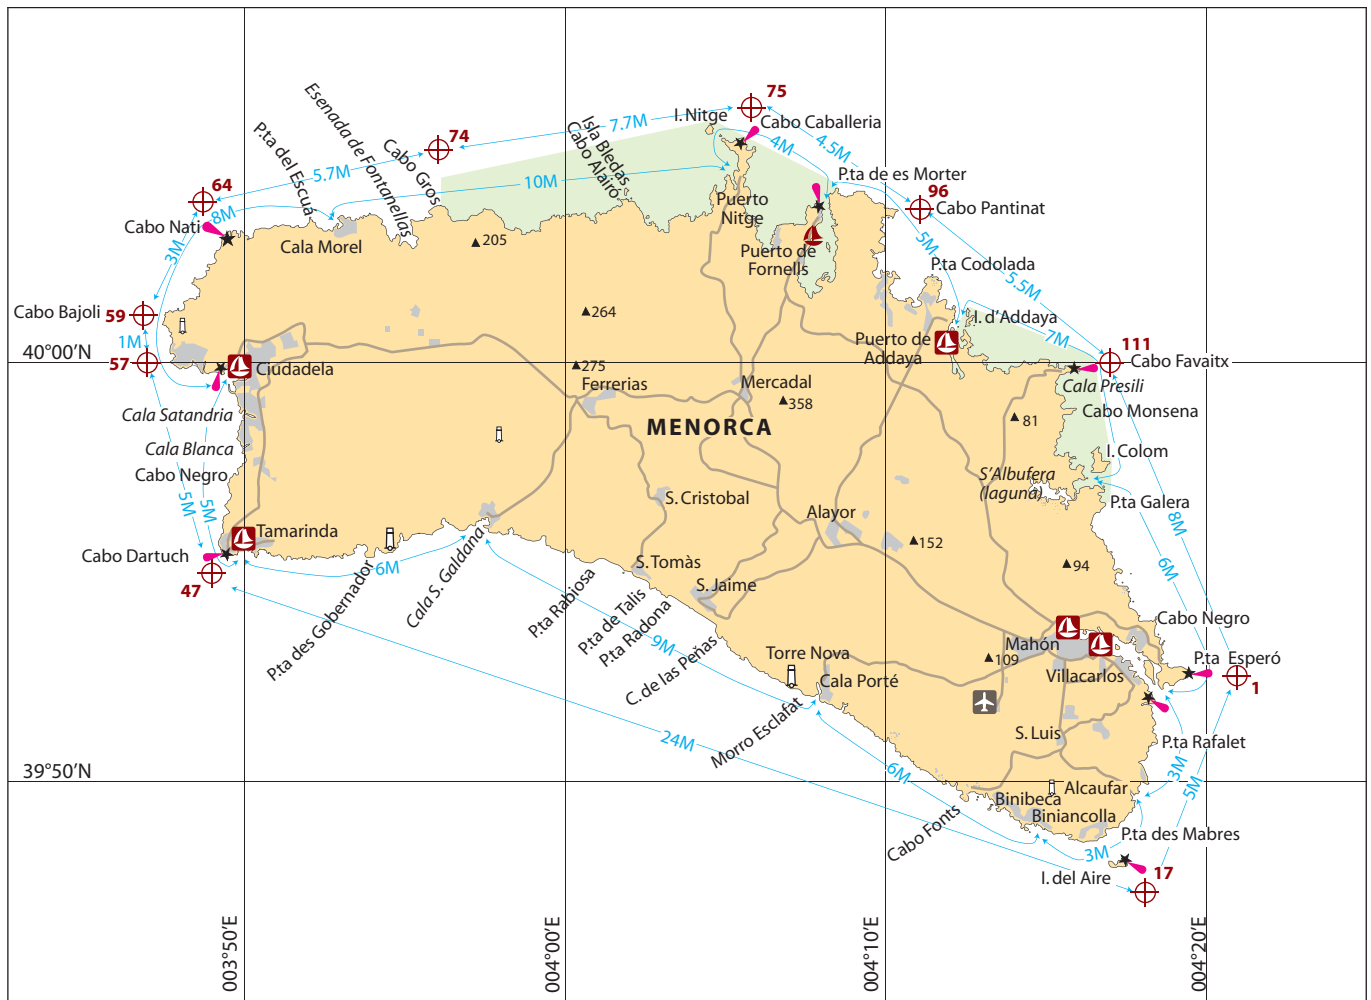 75
I. Nitge
Cabo Caballeria
7.7M
74
4M
4.5M
Esenada de Fontanellas
Cabo Gros
Isla Bledas
Cabo Alairó
P.ta del Escuá
5.7M
10M
P.ta de es Morter
64
8M
96
Cabo Pantinat
Puerto
Nitge
Cabo Nati
Cala Morel
205
3M
Puerto de
Fornells
5M
P.ta Codolada
5.5M
Cabo Bajoli
59
264
I. d'Addaya
7M
1M
40°00'N
57
Puerto de
Addaya
111
Cabo Favaitx
Ciudadela
275
Ferrerias
Mercadal
358
Cala Presili
Cala Satandria
MENORCA
81
Cabo Monsena
Cala Blanca
I. Colom
Cabo Negro
S'Albufera
(laguna)
5M
5M
S. Cristobal
P.ta Galera
Alayor
8M
Tamarinda
152
Cabo Dartuch
6M
S. Tomàs
94
6M
47
P.ta des Gobernador
Cala S. Galdana
P.ta Rabiosa
P.ta de Talis
P.ta Radona
S. Jaime
9M
C. de las Peñas
Cabo Negro
Mahón
109
Torre Nova
P.ta Esperó
Villacarlos
Cala Porté
1
Morro Esclafat
24M
S. Luis
P.ta Rafalet
39°50'N
6M
3M
5M
Alcaufar
Binibeca
Biniancolla
Cabo Fonts
P.ta des Mabres
3M
I. del Aire
17
003°50'E
004°00'E
004°10'E
004°20'E